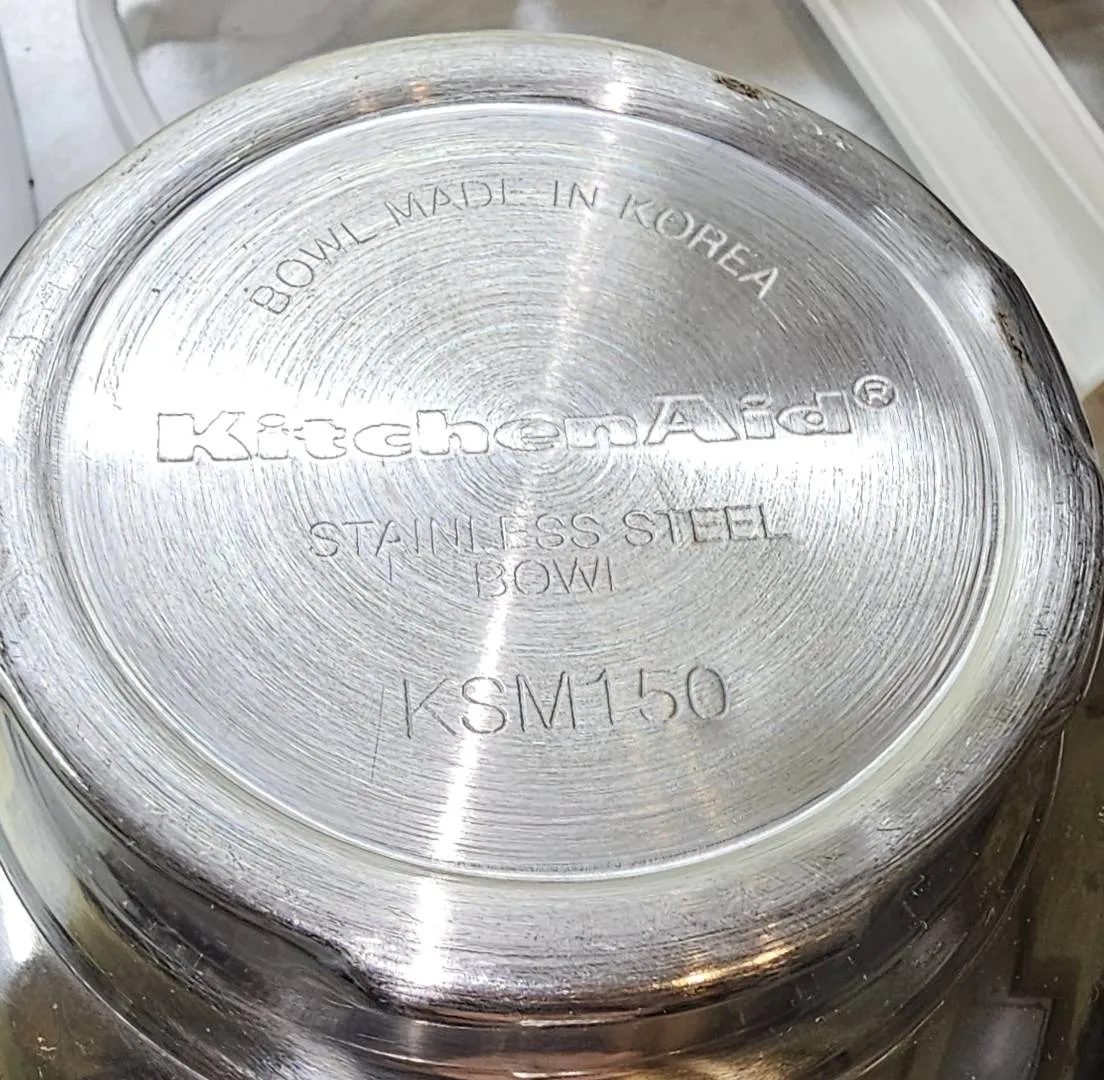 BOWL MADE IN KOREA
KitchenAid®
STAINLESS STEEL
BOWL
KSM150